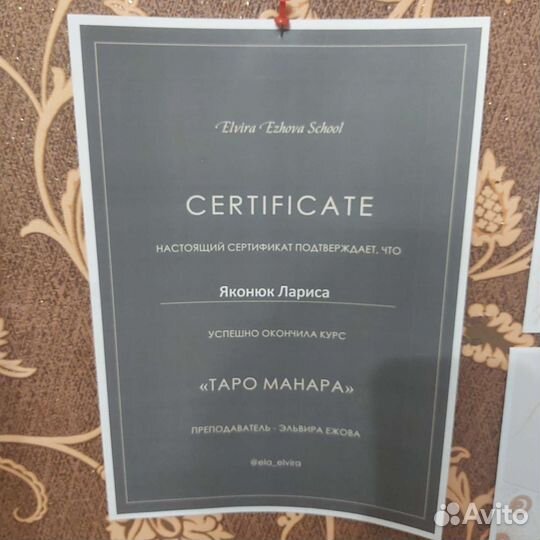 Elvira Ezhova School
CERTIFICATE
НАСТОЯЩИЙ СЕРТИФИКАТ ПОДТВЕРЖДАЕТ, ЧТО
Яконюк Лариса
УСПЕШНО ОКОНЧИЛА КУРС
«ТАРО МАНАРА»
ПРЕПОДАВАТЕЛЬ - ЭЛЬВИРА ЕЖОВА
@ela_elvira
Avito